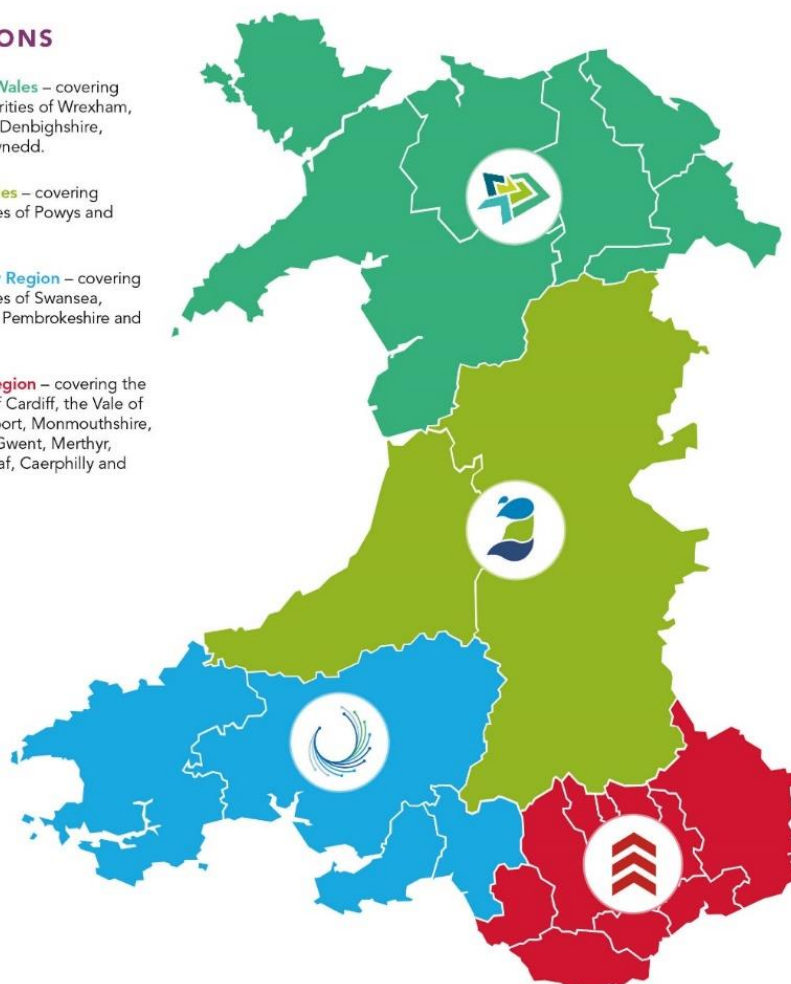 ONS
Wales – covering
rities of Wrexham,
Denbighshire,
ynedd.
es – covering
es of Powys and
Region – covering
es of Swansea,
Pembrokeshire and
egion – covering the
f Cardiff, the Vale of
port, Monmouthshire,
Gwent, Merthyr,
af, Caerphilly and